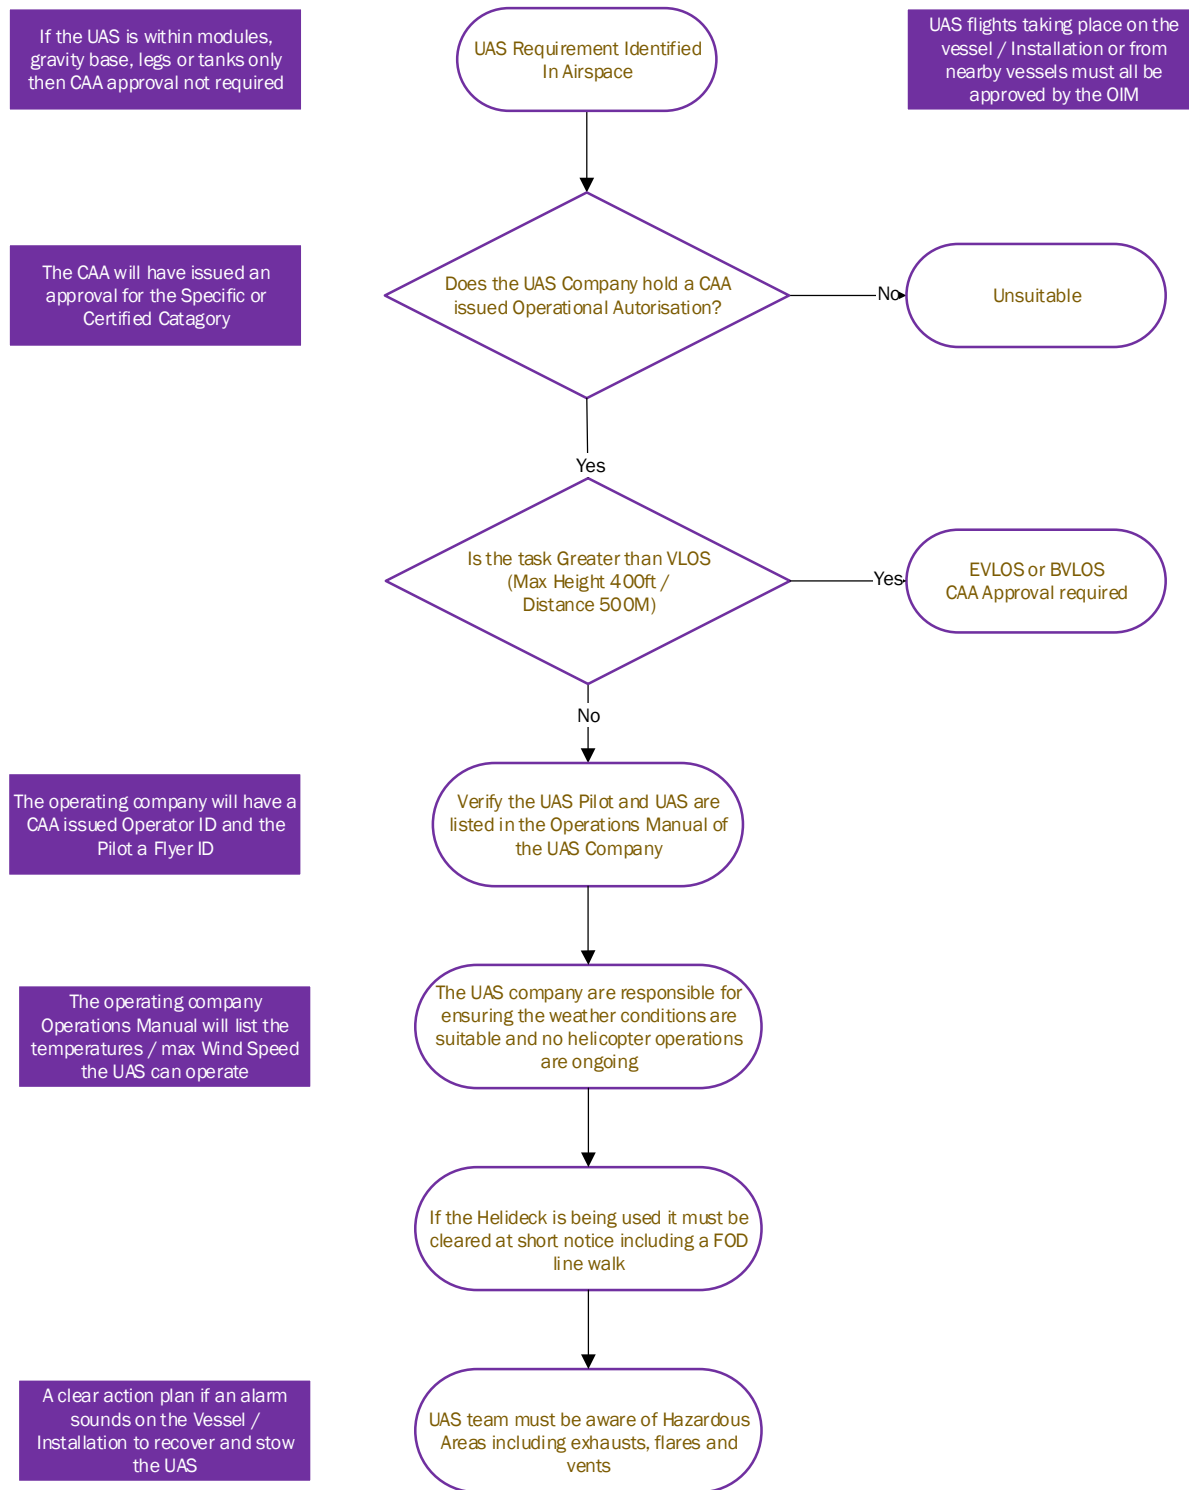 If the UAS is within modules,
gravity base, legs or tanks only
then CAA approval not required
UAS Requirement Identified
In Airspace
UAS flights taking place on the
vessel / Installation or from
nearby vessels must all be
approved by the OIM
The CAA will have issued an
approval for the Specific or
Certified Catagory
Does the UAS Company hold a CAA
issued Operational Autorisation?
No
Unsuitable
Yes
Is the task Greater than VLOS
(Max Height 400ft /
Distance 500M)
Yes
EVLOS or BVLOS
CAA Approval required
No
The operating company will have a
CAA issued Operator ID and the
Pilot a Flyer ID
Verify the UAS Pilot and UAS are
listed in the Operations Manual of
the UAS Company
The operating company
Operations Manual will list the
temperatures / max Wind Speed
the UAS can operate
The UAS company are responsible for
ensuring the weather conditions are
suitable and no helicopter operations
are ongoing
If the Helideck is being used it must be
cleared at short notice including a FOD
line walk
A clear action plan if an alarm
sounds on the Vessel /
Installation to recover and stow
the UAS
UAS team must be aware of Hazardous
Areas including exhausts, flares and
vents